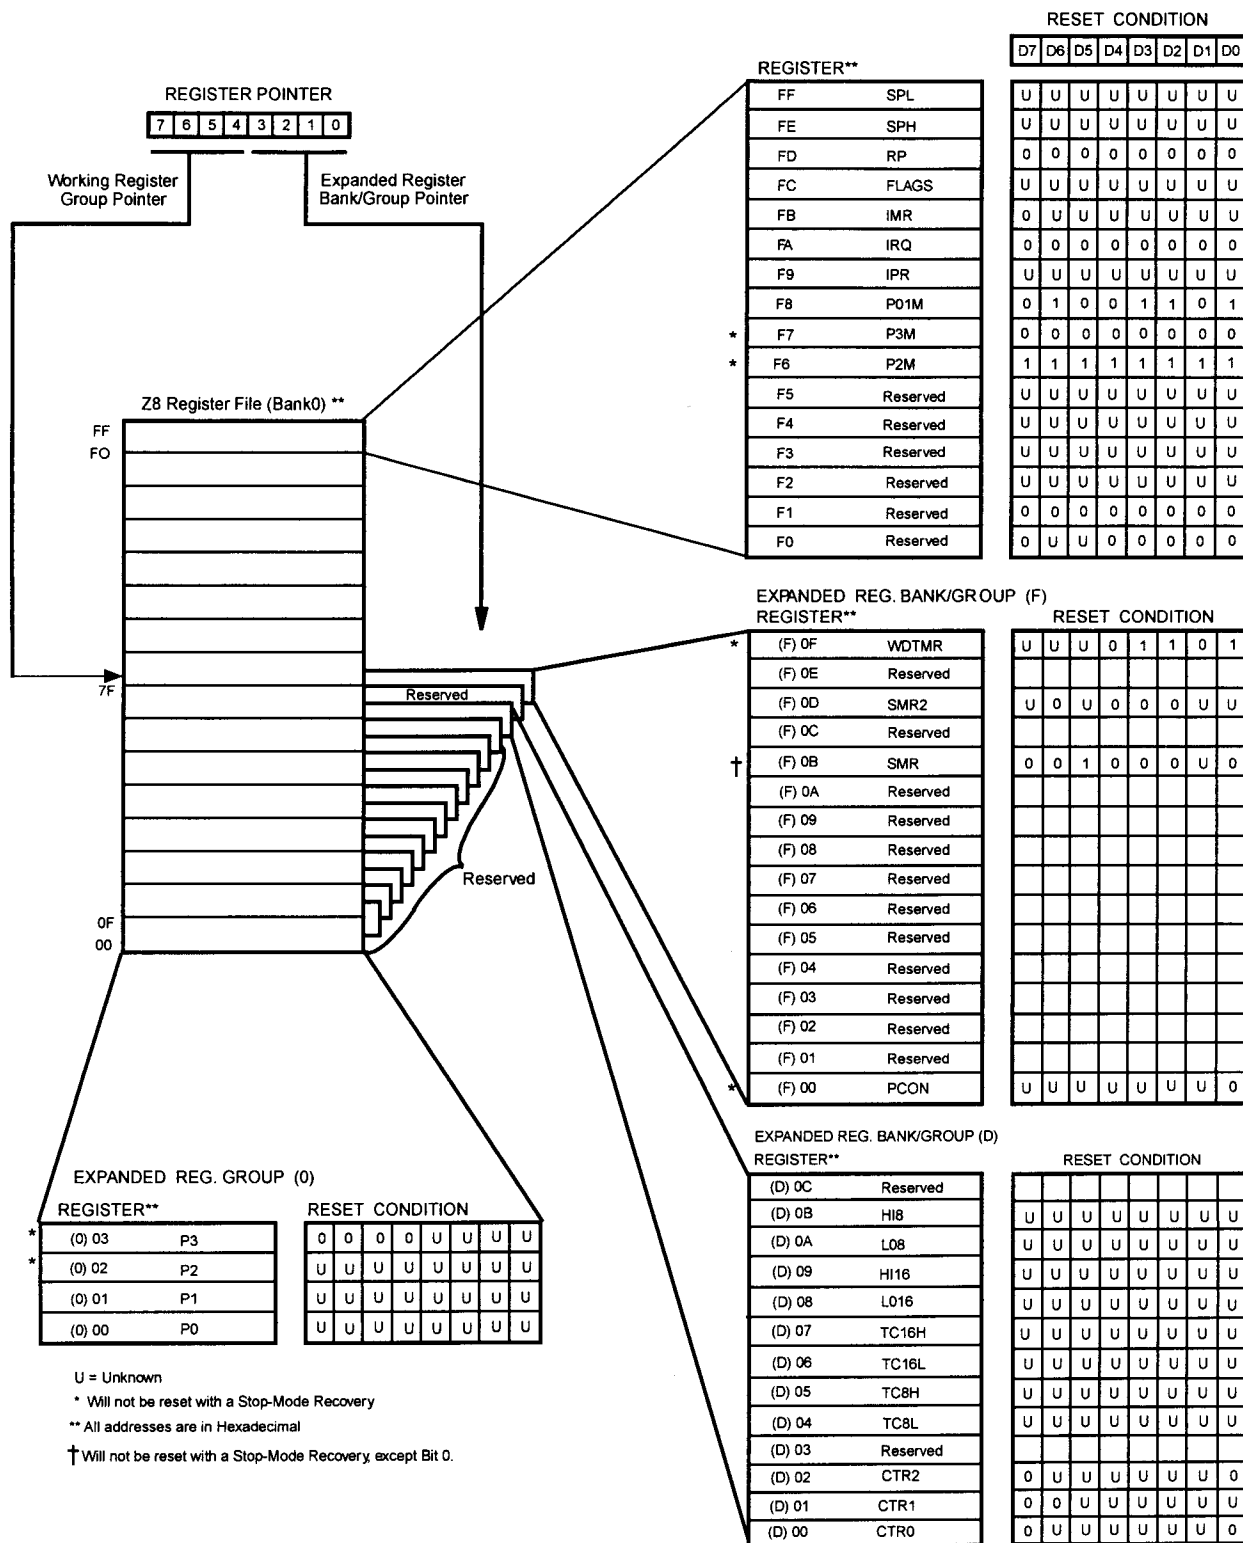 REGISTER POINTER
7 6 5 4 3 2 1 0
Working Register
Group Pointer
Expanded Register
Bank/Group Pointer
Z8 Register File (Bank0) **
FF
FO
7F
0F
00
Reserved
Reserved
RESET CONDITION
D7 D6 D5 D4 D3 D2 D1 D0
REGISTER**
FF SPL U U U U U U U U
FE SPH U U U U U U U U
FD RP 0 0 0 0 0 0 0 0
FC FLAGS U U U U U U U U
FB IMR 0 U U U U U U U
FA IRQ 0 0 0 0 0 0 0 0
F9 IPR U U U U U U U U
F8 P01M 0 1 0 0 1 1 0 1
* F7 P3M 0 0 0 0 0 0 0 0
* F6 P2M 1 1 1 1 1 1 1 1
F5 Reserved U U U U U U U U
F4 Reserved U U U U U U U U
F3 Reserved U U U U U U U U
F2 Reserved U U U U U U U U
F1 Reserved 0 0 0 0 0 0 0 0
F0 Reserved 0 U U 0 0 0 0 0
EXPANDED REG. BANK/GROUP (F)
REGISTER** RESET CONDITION
* (F) 0F WDTMR U U U 0 1 1 0 1
(F) 0E Reserved
(F) 0D SMR2 U 0 U 0 0 0 U U
(F) 0C Reserved
† (F) 0B SMR 0 0 1 0 0 0 U 0
(F) 0A Reserved
(F) 09 Reserved
(F) 08 Reserved
(F) 07 Reserved
(F) 06 Reserved
(F) 05 Reserved
(F) 04 Reserved
(F) 03 Reserved
(F) 02 Reserved
(F) 01 Reserved
* (F) 00 PCON U U U U U U U 0
EXPANDED REG. BANK/GROUP (D)
REGISTER** RESET CONDITION
(D) 0C Reserved
(D) 0B HI8 U U U U U U U U
(D) 0A L08 U U U U U U U U
(D) 09 HI16 U U U U U U U U
(D) 08 L016 U U U U U U U U
(D) 07 TC16H U U U U U U U U
(D) 06 TC16L U U U U U U U U
(D) 05 TC8H U U U U U U U U
(D) 04 TC8L U U U U U U U U
(D) 03 Reserved
(D) 02 CTR2 0 U U U U U U 0
(D) 01 CTR1 0 0 U U U U U U
(D) 00 CTR0 0 U U U U U U 0
EXPANDED REG. GROUP (0)
REGISTER** RESET CONDITION
* (0) 03 P3 0 0 0 0 U U U U
* (0) 02 P2 U U U U U U U U
(0) 01 P1 U U U U U U U U
(0) 00 P0 U U U U U U U U
U = Unknown
* Will not be reset with a Stop-Mode Recovery
** All addresses are in Hexadecimal
† Will not be reset with a Stop-Mode Recovery, except Bit 0.